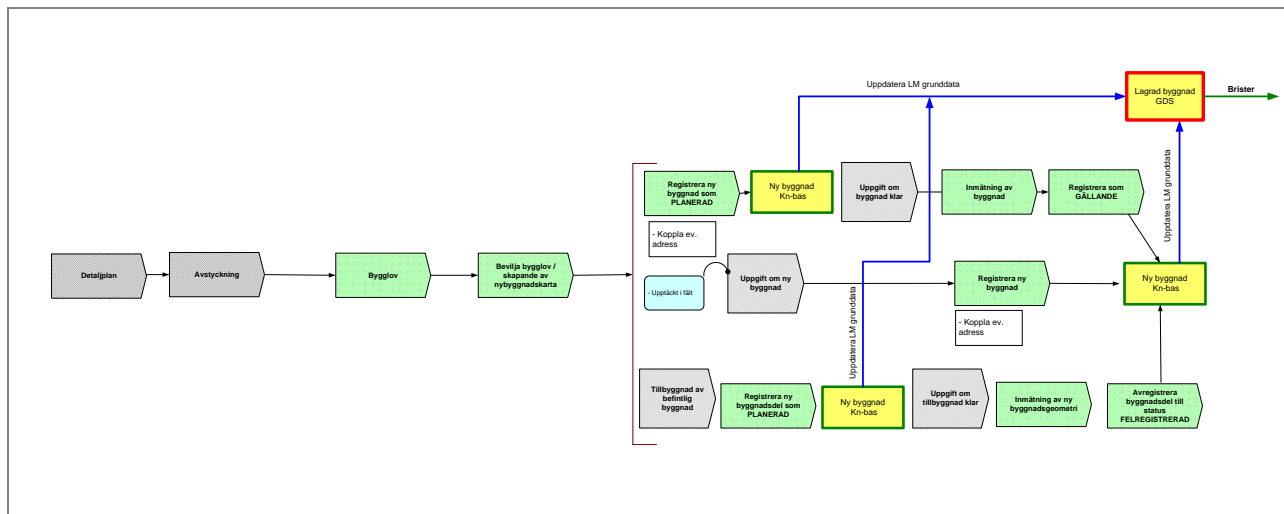 Uppdatera LM grunddata
Lagrad byggnad
GDS
Brister
Registrera ny
byggnad som
PLANERAD
Ny byggnad
Kn-bas
Uppgift om
byggnad klar
Inmätning av
byggnad
Registrera som
GÄLLANDE
Uppdatera LM grunddata
- Koppla ev.
adress
Detaljplan
Avstyckning
Bygglov
Bevilja bygglov /
skapande av
nybyggnadskarta
- Upptäckt i fält
Uppgift om ny
byggnad
Registrera ny
byggnad
Ny byggnad
Kn-bas
- Koppla ev.
adress
Uppdatera LM grunddata
Tillbyggnad av
befintlig
byggnad
Registrera ny
byggnadsdel som
PLANERAD
Ny byggnad
Kn-bas
Uppgift om
tillbyggnad klar
Inmätning av ny
byggnadsgeometri
Avregistrera
byggnadsdel till
status
FELREGISTRERAD